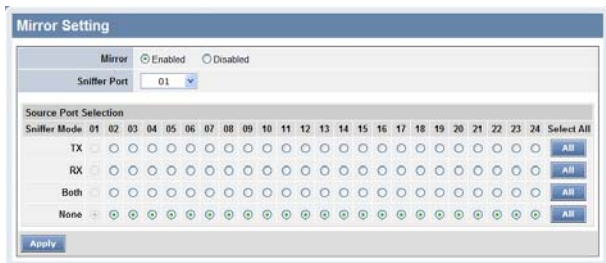 Mirror Setting
Mirror Enabled Disabled
Sniffer Port 01
Source Port Selection
Sniffer Mode 01 02 03 04 05 06 07 08 09 10 11 12 13 14 15 16 17 18 19 20 21 22 23 24 Select All
TX All
RX All
Both All
None All
Apply